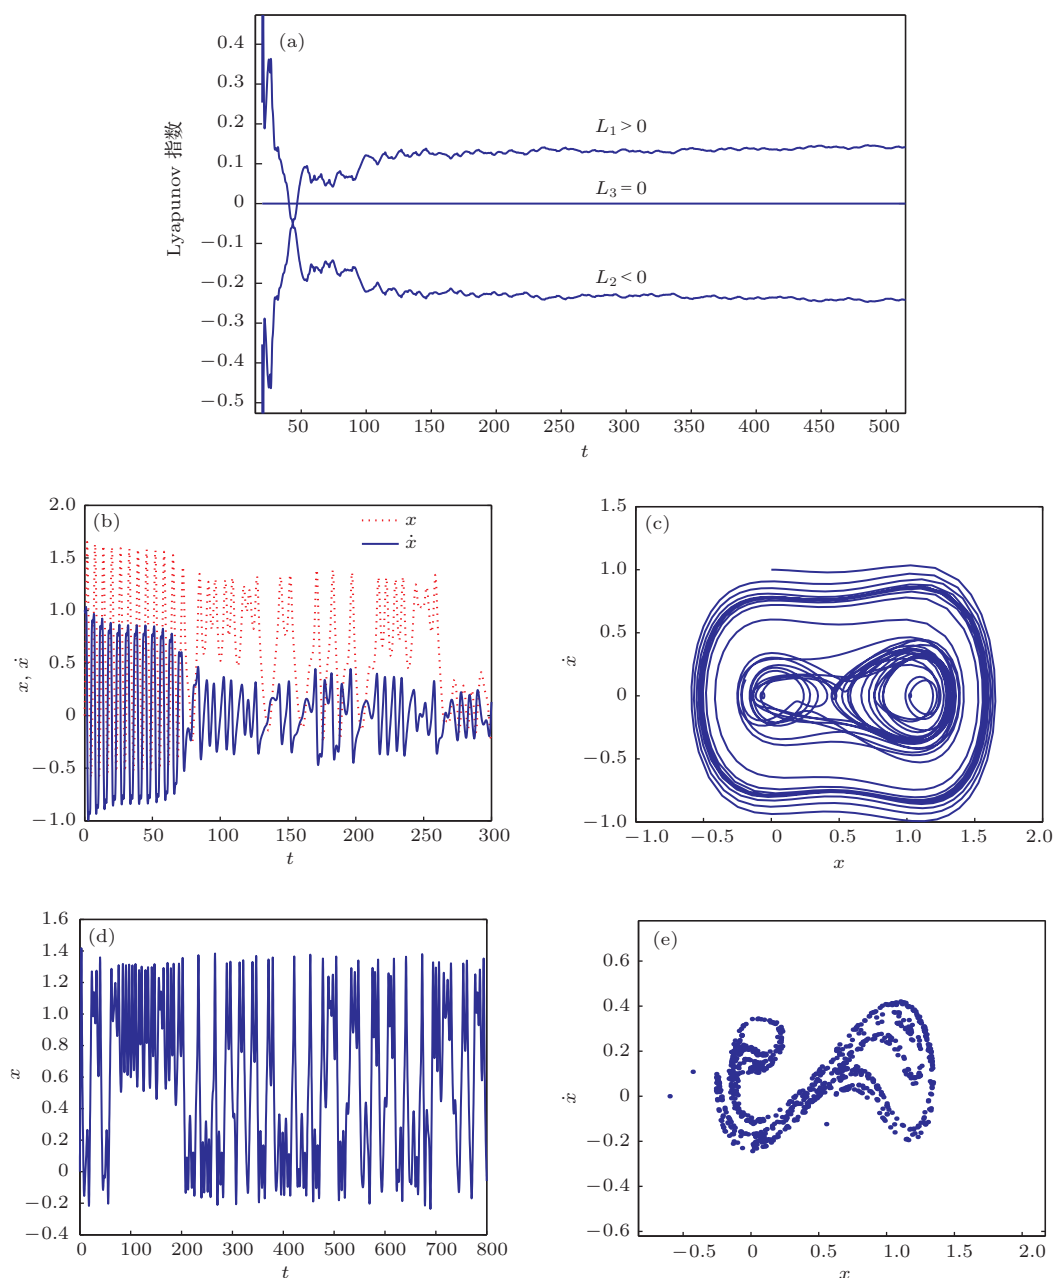 (a)
0.4
0.3
0.2
0.1
0
−0.1
−0.2
−0.3
−0.4
−0.5
Lyapunov 指数
L₁>0
L₃=0
L₂<0
50 100 150 200 250 300 350 400 450 500
t
(b)
2.0
1.5
1.0
0.5
0
−0.5
−1.0
x, ẋ
x
ẋ
0 50 100 150 200 250 300
t
(c)
1.5
1.0
0.5
0
−0.5
−1.0
ẋ
−1.0 −0.5 0 0.5 1.0 1.5 2.0
x
(d)
1.6
1.4
1.2
1.0
0.8
0.6
0.4
0.2
0
−0.2
−0.4
x
0 100 200 300 400 500 600 700 800
t
(e)
0.6
0.4
0.2
0
−0.2
−0.4
−0.6
ẋ
−0.5 0 0.5 1.0 1.5 2.0
x